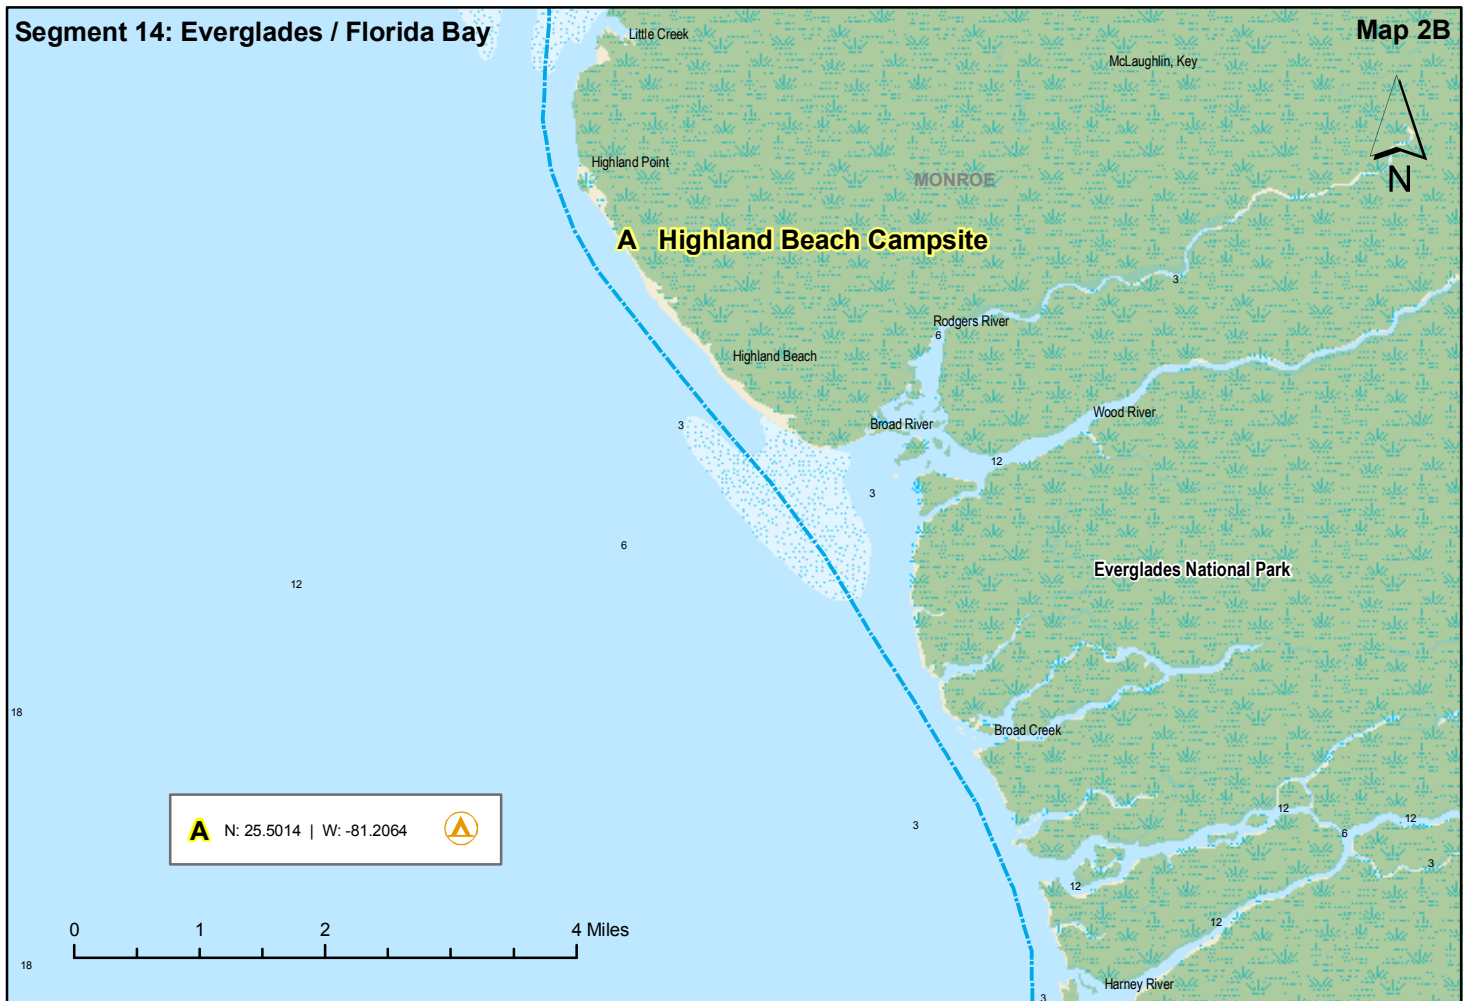 Segment 14: Everglades / Florida Bay
Map 2B
Little Creek
McLaughlin, Key
Highland Point
MONROE
N
A Highland Beach Campsite
3
Rodgers River
6
Highland Beach
Wood River
3
Broad River
12
3
6
Everglades National Park
12
18
Broad Creek
12
12
3
6
A N: 25.5014 | W: -81.2064
3
12
12
0 1 2 4 Miles
18
Harney River
3